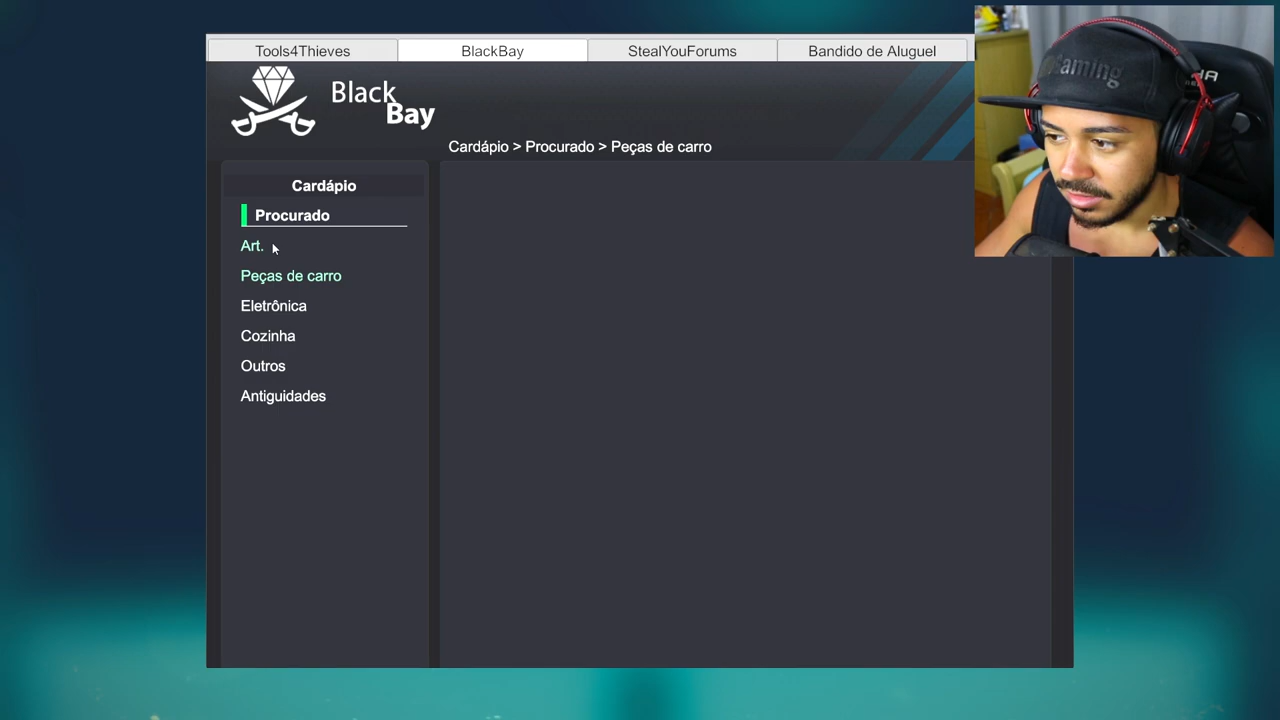 Tools4Thieves
BlackBay
StealYouForums
Bandido de Aluguel
Black
Bay
Cardápio > Procurado > Peças de carro
Cardápio
Procurado
Art.
Peças de carro
Eletrônica
Cozinha
Outros
Antiguidades